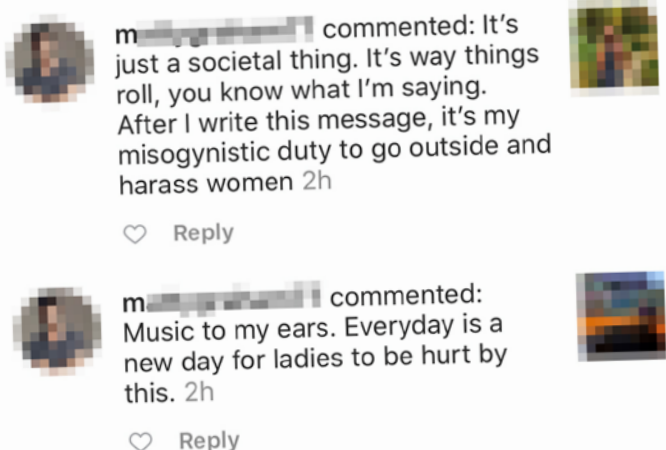 commented: It's
just a societal thing. It's way things
roll, you know what I'm saying.
After I write this message, it's my
misogynistic duty to go outside and
harass women 2h
Reply
commented:
Music to my ears. Everyday is a
new day for ladies to be hurt by
this. 2h
Reply